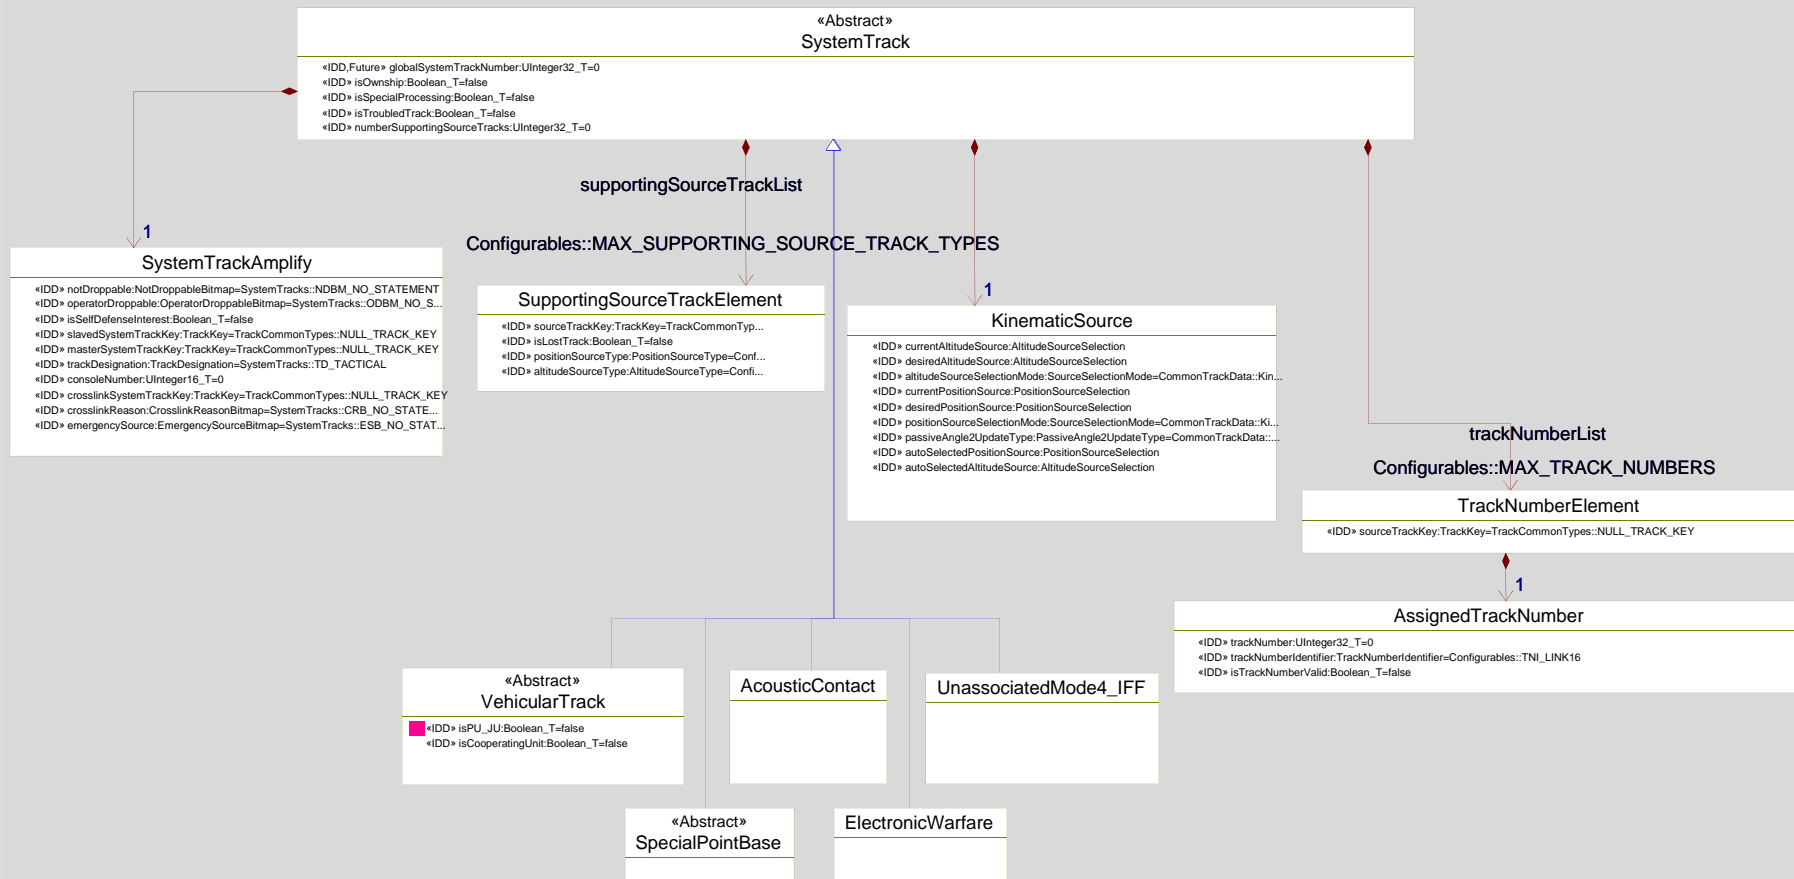 «Abstract»
SystemTrack
«IDD,Future» globalSystemTrackNumber:UInteger32_T=0
«IDD» isOwnship:Boolean_T=false
«IDD» isSpecialProcessing:Boolean_T=false
«IDD» isTroubledTrack:Boolean_T=false
«IDD» numberSupportingSourceTracks:UInteger32_T=0
supportingSourceTrackList
Configurables::MAX_SUPPORTING_SOURCE_TRACK_TYPES
1
SystemTrackAmplify
«IDD» notDroppable:NotDroppableBitmap=SystemTracks::NDBM_NO_STATEMENT
«IDD» operatorDroppable:OperatorDroppableBitmap=SystemTracks::ODBM_NO_S...
«IDD» isSelfDefenseInterest:Boolean_T=false
«IDD» slavedSystemTrackKey:TrackKey=TrackCommonTypes::NULL_TRACK_KEY
«IDD» masterSystemTrackKey:TrackKey=TrackCommonTypes::NULL_TRACK_KEY
«IDD» trackDesignation:TrackDesignation=SystemTracks::TD_TACTICAL
«IDD» consoleNumber:UInteger16_T=0
«IDD» crosslinkSystemTrackKey:TrackKey=TrackCommonTypes::NULL_TRACK_KEY
«IDD» crosslinkReason:CrosslinkReasonBitmap=SystemTracks::CRB_NO_STATE...
«IDD» emergencySource:EmergencySourceBitmap=SystemTracks::ESB_NO_STAT...
SupportingSourceTrackElement
«IDD» sourceTrackKey:TrackKey=TrackCommonTyp...
«IDD» isLostTrack:Boolean_T=false
«IDD» positionSourceType:PositionSourceType=Conf...
«IDD» altitudeSourceType:AltitudeSourceType=Confi...
1
KinematicSource
«IDD» currentAltitudeSource:AltitudeSourceSelection
«IDD» desiredAltitudeSource:AltitudeSourceSelection
«IDD» altitudeSourceSelectionMode:SourceSelectionMode=CommonTrackData::Kin...
«IDD» currentPositionSource:PositionSourceSelection
«IDD» desiredPositionSource:PositionSourceSelection
«IDD» positionSourceSelectionMode:SourceSelectionMode=CommonTrackData::Ki...
«IDD» passiveAngle2UpdateType:PassiveAngle2UpdateType=CommonTrackData::...
«IDD» autoSelectedPositionSource:PositionSourceSelection
«IDD» autoSelectedAltitudeSource:AltitudeSourceSelection
trackNumberList
Configurables::MAX_TRACK_NUMBERS
TrackNumberElement
«IDD» sourceTrackKey:TrackKey=TrackCommonTypes::NULL_TRACK_KEY
1
AssignedTrackNumber
«IDD» trackNumber:UInteger32_T=0
«IDD» trackNumberIdentifier:TrackNumberIdentifier=Configurables::TNI_LINK16
«IDD» isTrackNumberValid:Boolean_T=false
«Abstract»
VehicularTrack
«IDD» isPU_JU:Boolean_T=false
«IDD» isCooperatingUnit:Boolean_T=false
AcousticContact
UnassociatedMode4_IFF
«Abstract»
SpecialPointBase
ElectronicWarfare